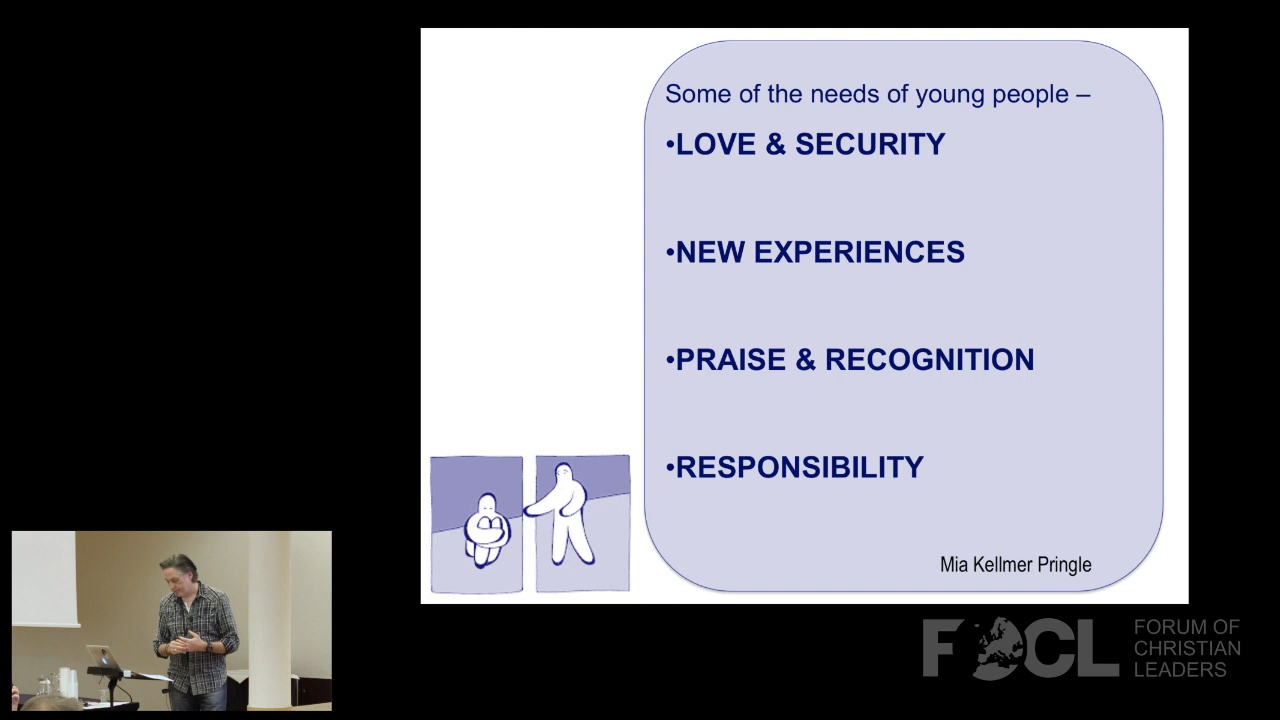 Some of the needs of young people –
•LOVE & SECURITY
•NEW EXPERIENCES
•PRAISE & RECOGNITION
•RESPONSIBILITY
Mia Kellmer Pringle
FOCL
FORUM OF
CHRISTIAN
LEADERS